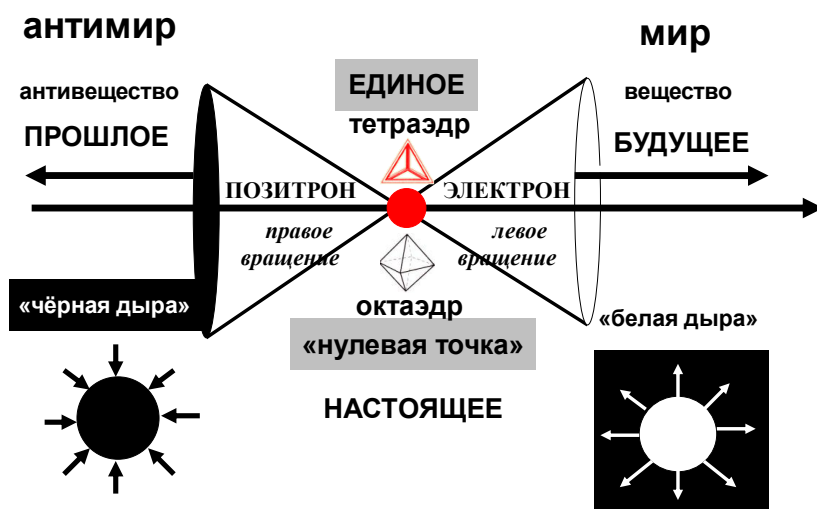 антимир
мир
антивещество
ПРОШЛОЕ
ЕДИНОЕ
тетраэдр
вещество
БУДУЩЕЕ
ПОЗИТРОН
ЭЛЕКТРОН
правое
вращение
левое
вращение
«чёрная дыра»
октаэдр
«нулевая точка»
«белая дыра»
НАСТОЯЩЕЕ